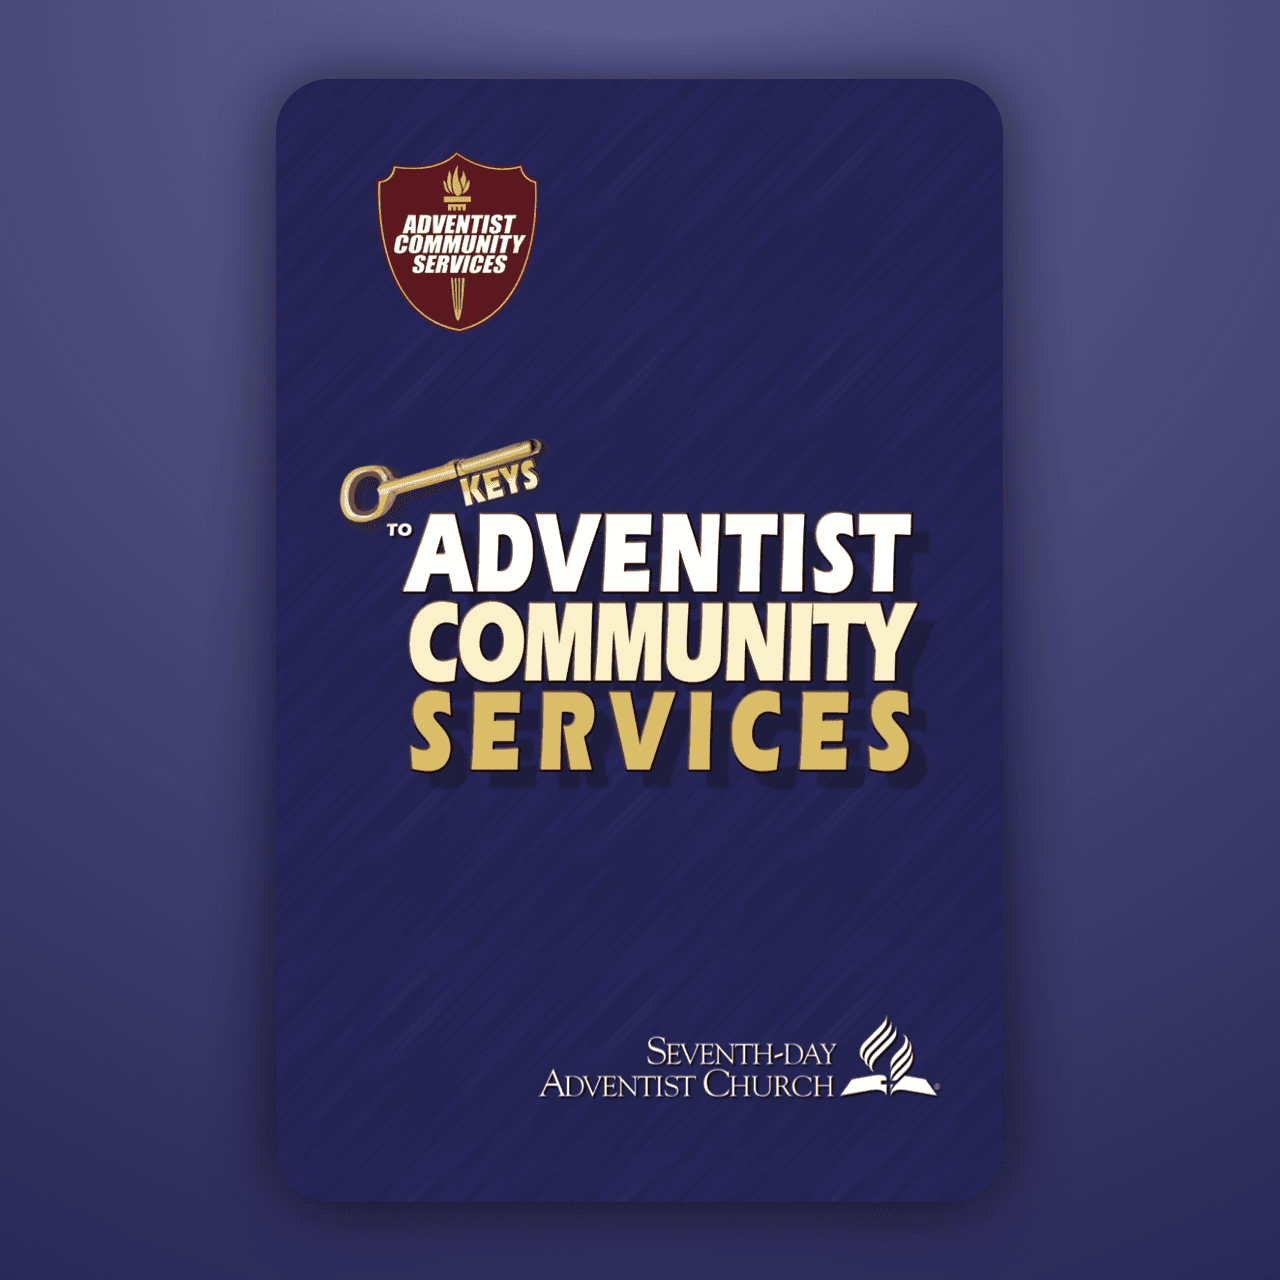 ADVENTIST
COMMUNITY
SERVICES
KEYS
TO ADVENTIST
COMMUNITY
SERVICES
SEVENTH-DAY
ADVENTIST CHURCH®